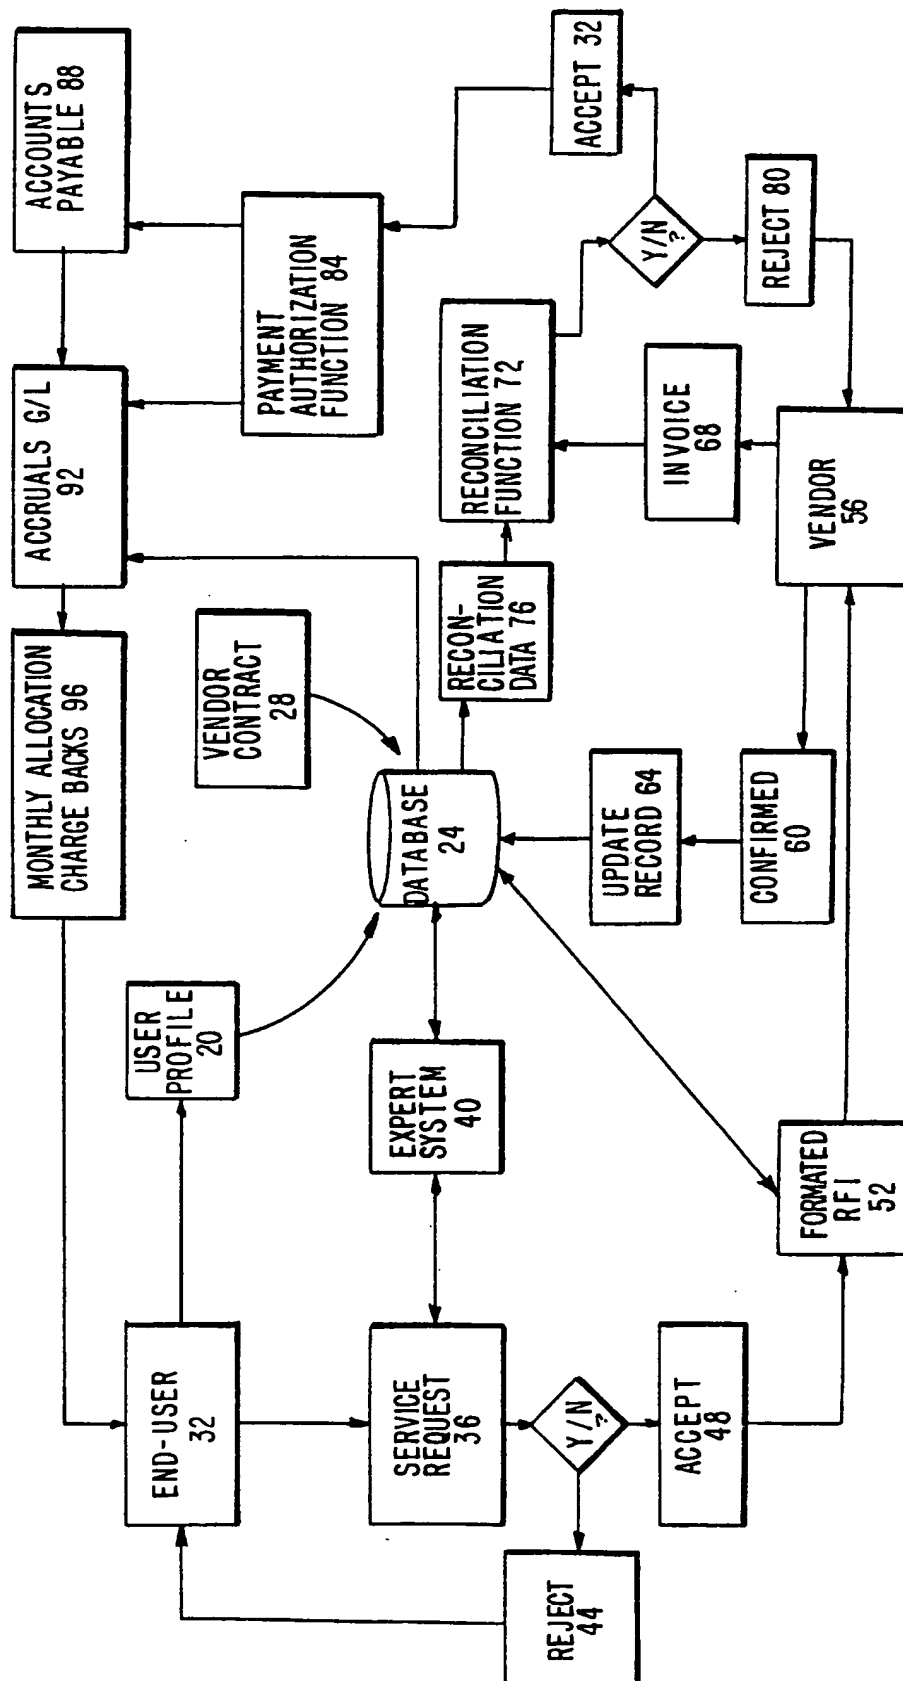 END-USER
32
USER
PROFILE
20
MONTHLY ALLOCATION
CHARGE BACKS 96
ACCRUALS G/L
92
ACCOUNTS
PAYABLE 88
VENDOR
CONTRACT
28
PAYMENT
AUTHORIZATION
FUNCTION 84
SERVICE
REQUEST
36
EXPERT
SYSTEM
40
DATABASE
24
RECON-
CILIATION
DATA 76
RECONCILIATION
FUNCTION 72
ACCEPT 32
REJECT
44
Y/N
?
ACCEPT
48
UPDATE
RECORD 64
INVOICE
68
Y/N
?
REJECT 80
FORMATED
RFI
52
CONFIRMED
60
VENDOR
56